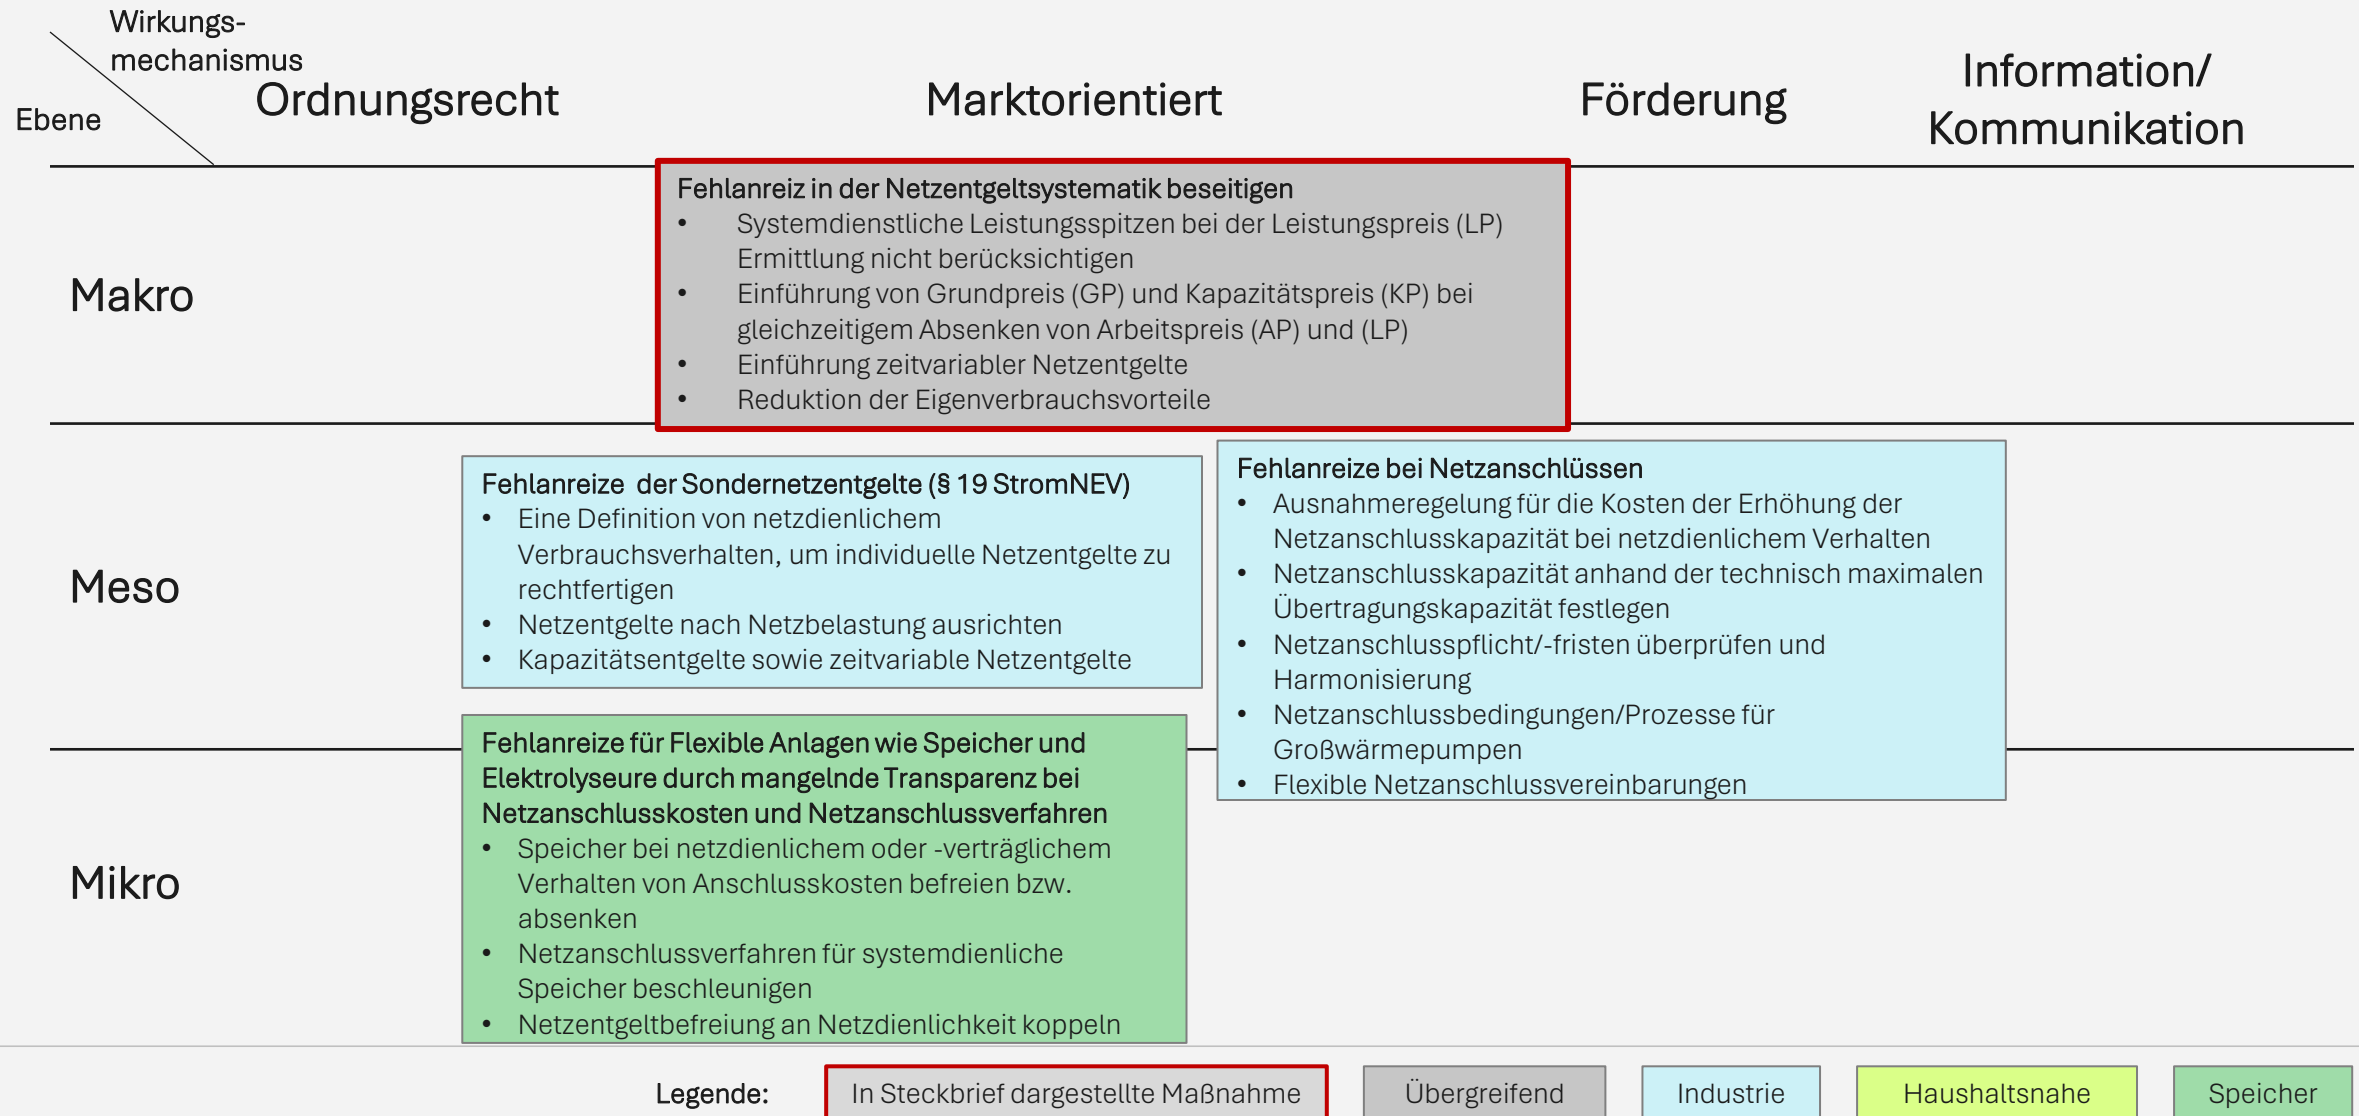 Wirkungs-
mechanismus
Ebene
Ordnungsrecht
Marktorientiert
Förderung
Information/
Kommunikation
Makro
Fehlanreiz in der Netzentgeltsystematik beseitigen
• Systemdienstliche Leistungsspitzen bei der Leistungspreis (LP)
Ermittlung nicht berücksichtigen
• Einführung von Grundpreis (GP) und Kapazitätspreis (KP) bei
gleichzeitigem Absenken von Arbeitspreis (AP) und (LP)
• Einführung zeitvariabler Netzentgelte
• Reduktion der Eigenverbrauchsvorteile
Meso
Fehlanreize der Sondernetzentgelte (§ 19 StromNEV)
• Eine Definition von netzdienlichem
Verbrauchsverhalten, um individuelle Netzentgelte zu
rechtfertigen
• Netzentgelte nach Netzbelastung ausrichten
• Kapazitätsentgelte sowie zeitvariable Netzentgelte
Fehlanreize bei Netzanschlüssen
• Ausnahmeregelung für die Kosten der Erhöhung der
Netzanschlusskapazität bei netzdienlichem Verhalten
• Netzanschlusskapazität anhand der technisch maximalen
Übertragungskapazität festlegen
• Netzanschlusspflicht/-fristen überprüfen und
Harmonisierung
• Netzanschlussbedingungen/Prozesse für
Großwärmepumpen
• Flexible Netzanschlussvereinbarungen
Mikro
Fehlanreize für Flexible Anlagen wie Speicher und
Elektrolyseure durch mangelnde Transparenz bei
Netzanschlusskosten und Netzanschlussverfahren
• Speicher bei netzdienlichem oder -verträglichem
Verhalten von Anschlusskosten befreien bzw.
absenken
• Netzanschlussverfahren für systemdienliche
Speicher beschleunigen
• Netzentgeltbefreiung an Netzdienlichkeit koppeln
Legende:
In Steckbrief dargestellte Maßnahme
Übergreifend
Industrie
Haushaltsnahe
Speicher